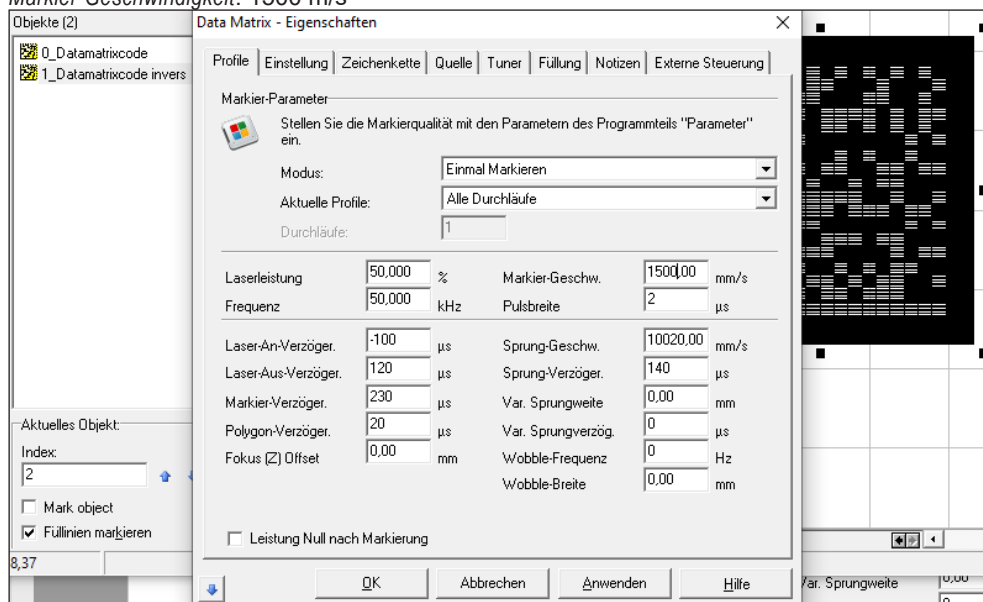 Markier-Geschwindigkeit: 1500 m/s
Objekte (2)
0_Datamatrixcode
1_Datamatrixcode invers
Aktuelles Objekt:
Index:
2
Mark object
Füllinien markieren
8,37
Data Matrix - Eigenschaften
Profile Einstellung Zeichenkette Quelle Tuner Füllung Notizen Externe Steuerung
Markier-Parameter
Stellen Sie die Markierqualität mit den Parametern des Programmteils "Parameter"
ein.
Modus: Einmal Markieren
Aktuelle Profile: Alle Durchläufe
Durchläufe: 1
Laserleistung 50,000 % Markier-Geschw. 1500,00 mm/s
Frequenz 50,000 kHz Pulsbreite 2 µs
Laser-An-Verzöger. -100 µs Sprung-Geschw. 10020,00 mm/s
Laser-Aus-Verzöger. 120 µs Sprung-Verzöger. 140 µs
Markier-Verzöger. 230 µs Var. Sprungweite 0,00 mm
Polygon-Verzöger. 20 µs Var. Sprungverzög. 0 µs
Fokus (Z) Offset 0,00 mm Wobble-Frequenz 0 Hz
Wobble-Breite 0,00 mm
Leistung Null nach Markierung
OK Abbrechen Anwenden Hilfe
Var. Sprungweite 0,00